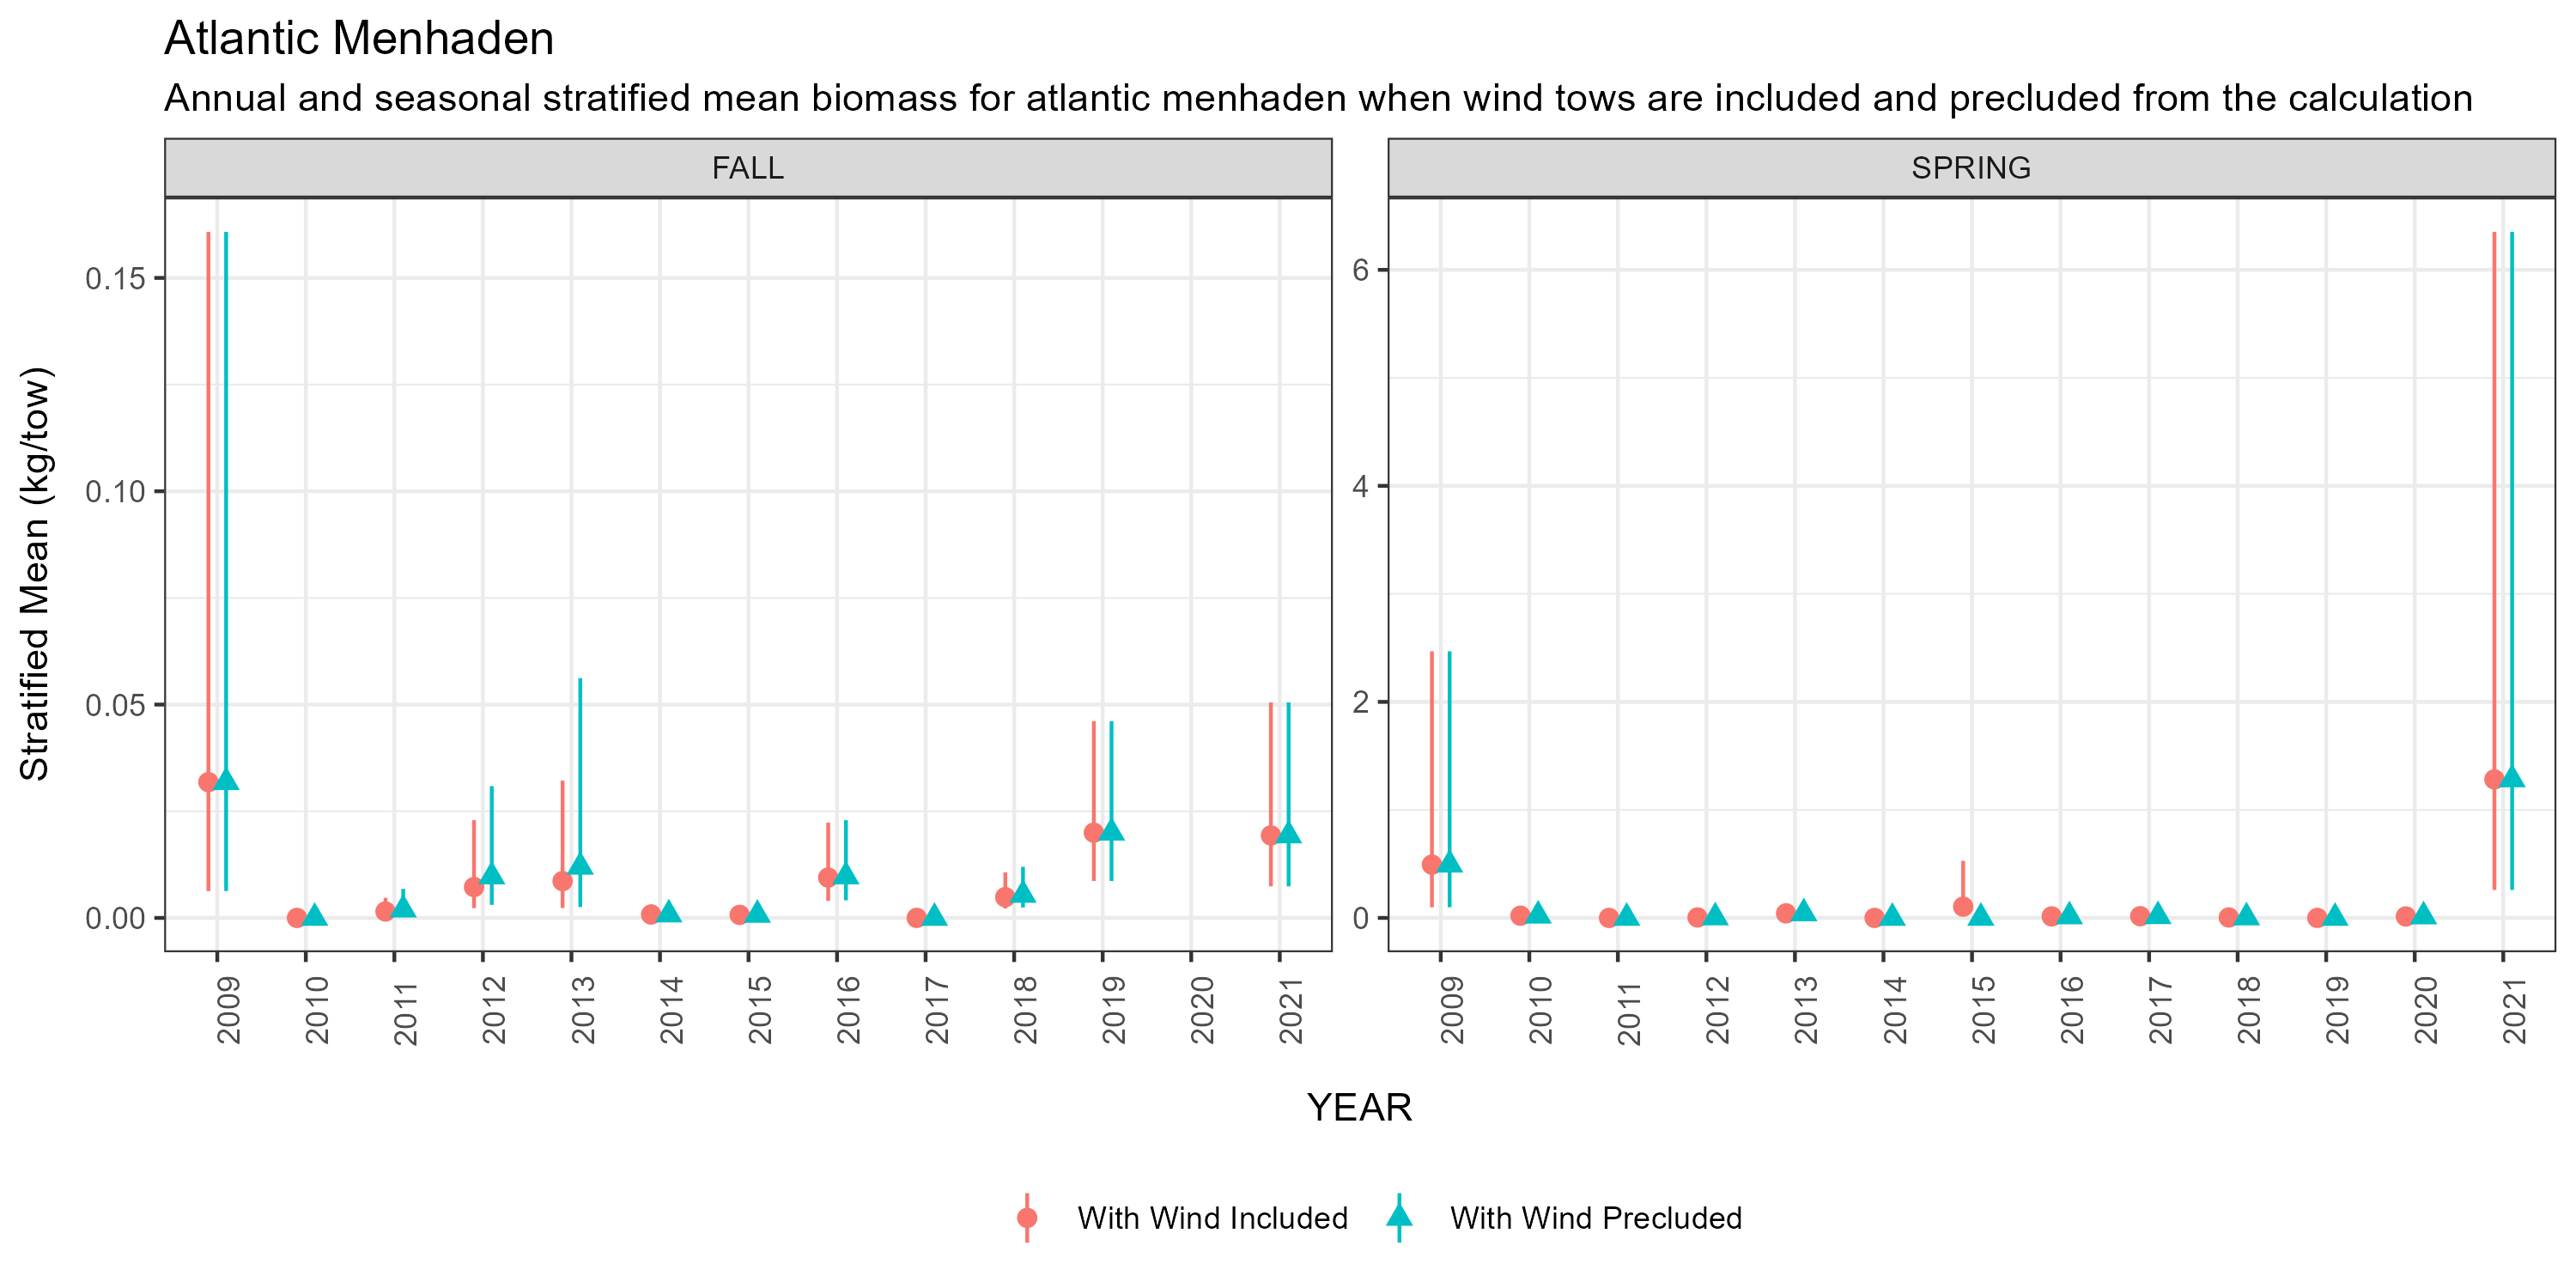 Atlantic Menhaden
Annual and seasonal stratified mean biomass for atlantic menhaden when wind tows are included and precluded from the calculation
FALL
SPRING
Stratified Mean (kg/tow)
0.15
0.10
0.05
0.00
6
4
2
0
2009 2010 2011 2012 2013 2014 2015 2016 2017 2018 2019 2020 2021
2009 2010 2011 2012 2013 2014 2015 2016 2017 2018 2019 2020 2021
YEAR
With Wind Included
With Wind Precluded